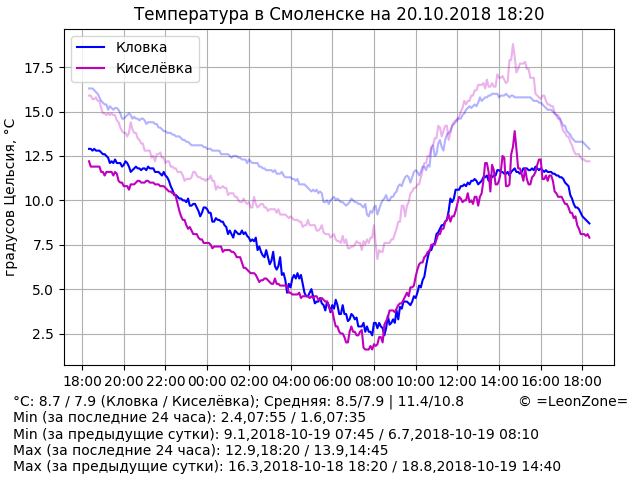 Температура в Смоленске на 20.10.2018 18:20
Кловка
Киселёвка
градусов Цельсия, °C
17.5
15.0
12.5
10.0
7.5
5.0
2.5
18:00 20:00 22:00 00:00 02:00 04:00 06:00 08:00 10:00 12:00 14:00 16:00 18:00
°C: 8.7 / 7.9 (Кловка / Киселёвка); Средняя: 8.5/7.9 | 11.4/10.8 © =LeonZone=
Min (за последние 24 часа): 2.4,07:55 / 1.6,07:35
Min (за предыдущие сутки): 9.1,2018-10-19 07:45 / 6.7,2018-10-19 08:10
Max (за последние 24 часа): 12.9,18:20 / 13.9,14:45
Max (за предыдущие сутки): 16.3,2018-10-18 18:20 / 18.8,2018-10-19 14:40